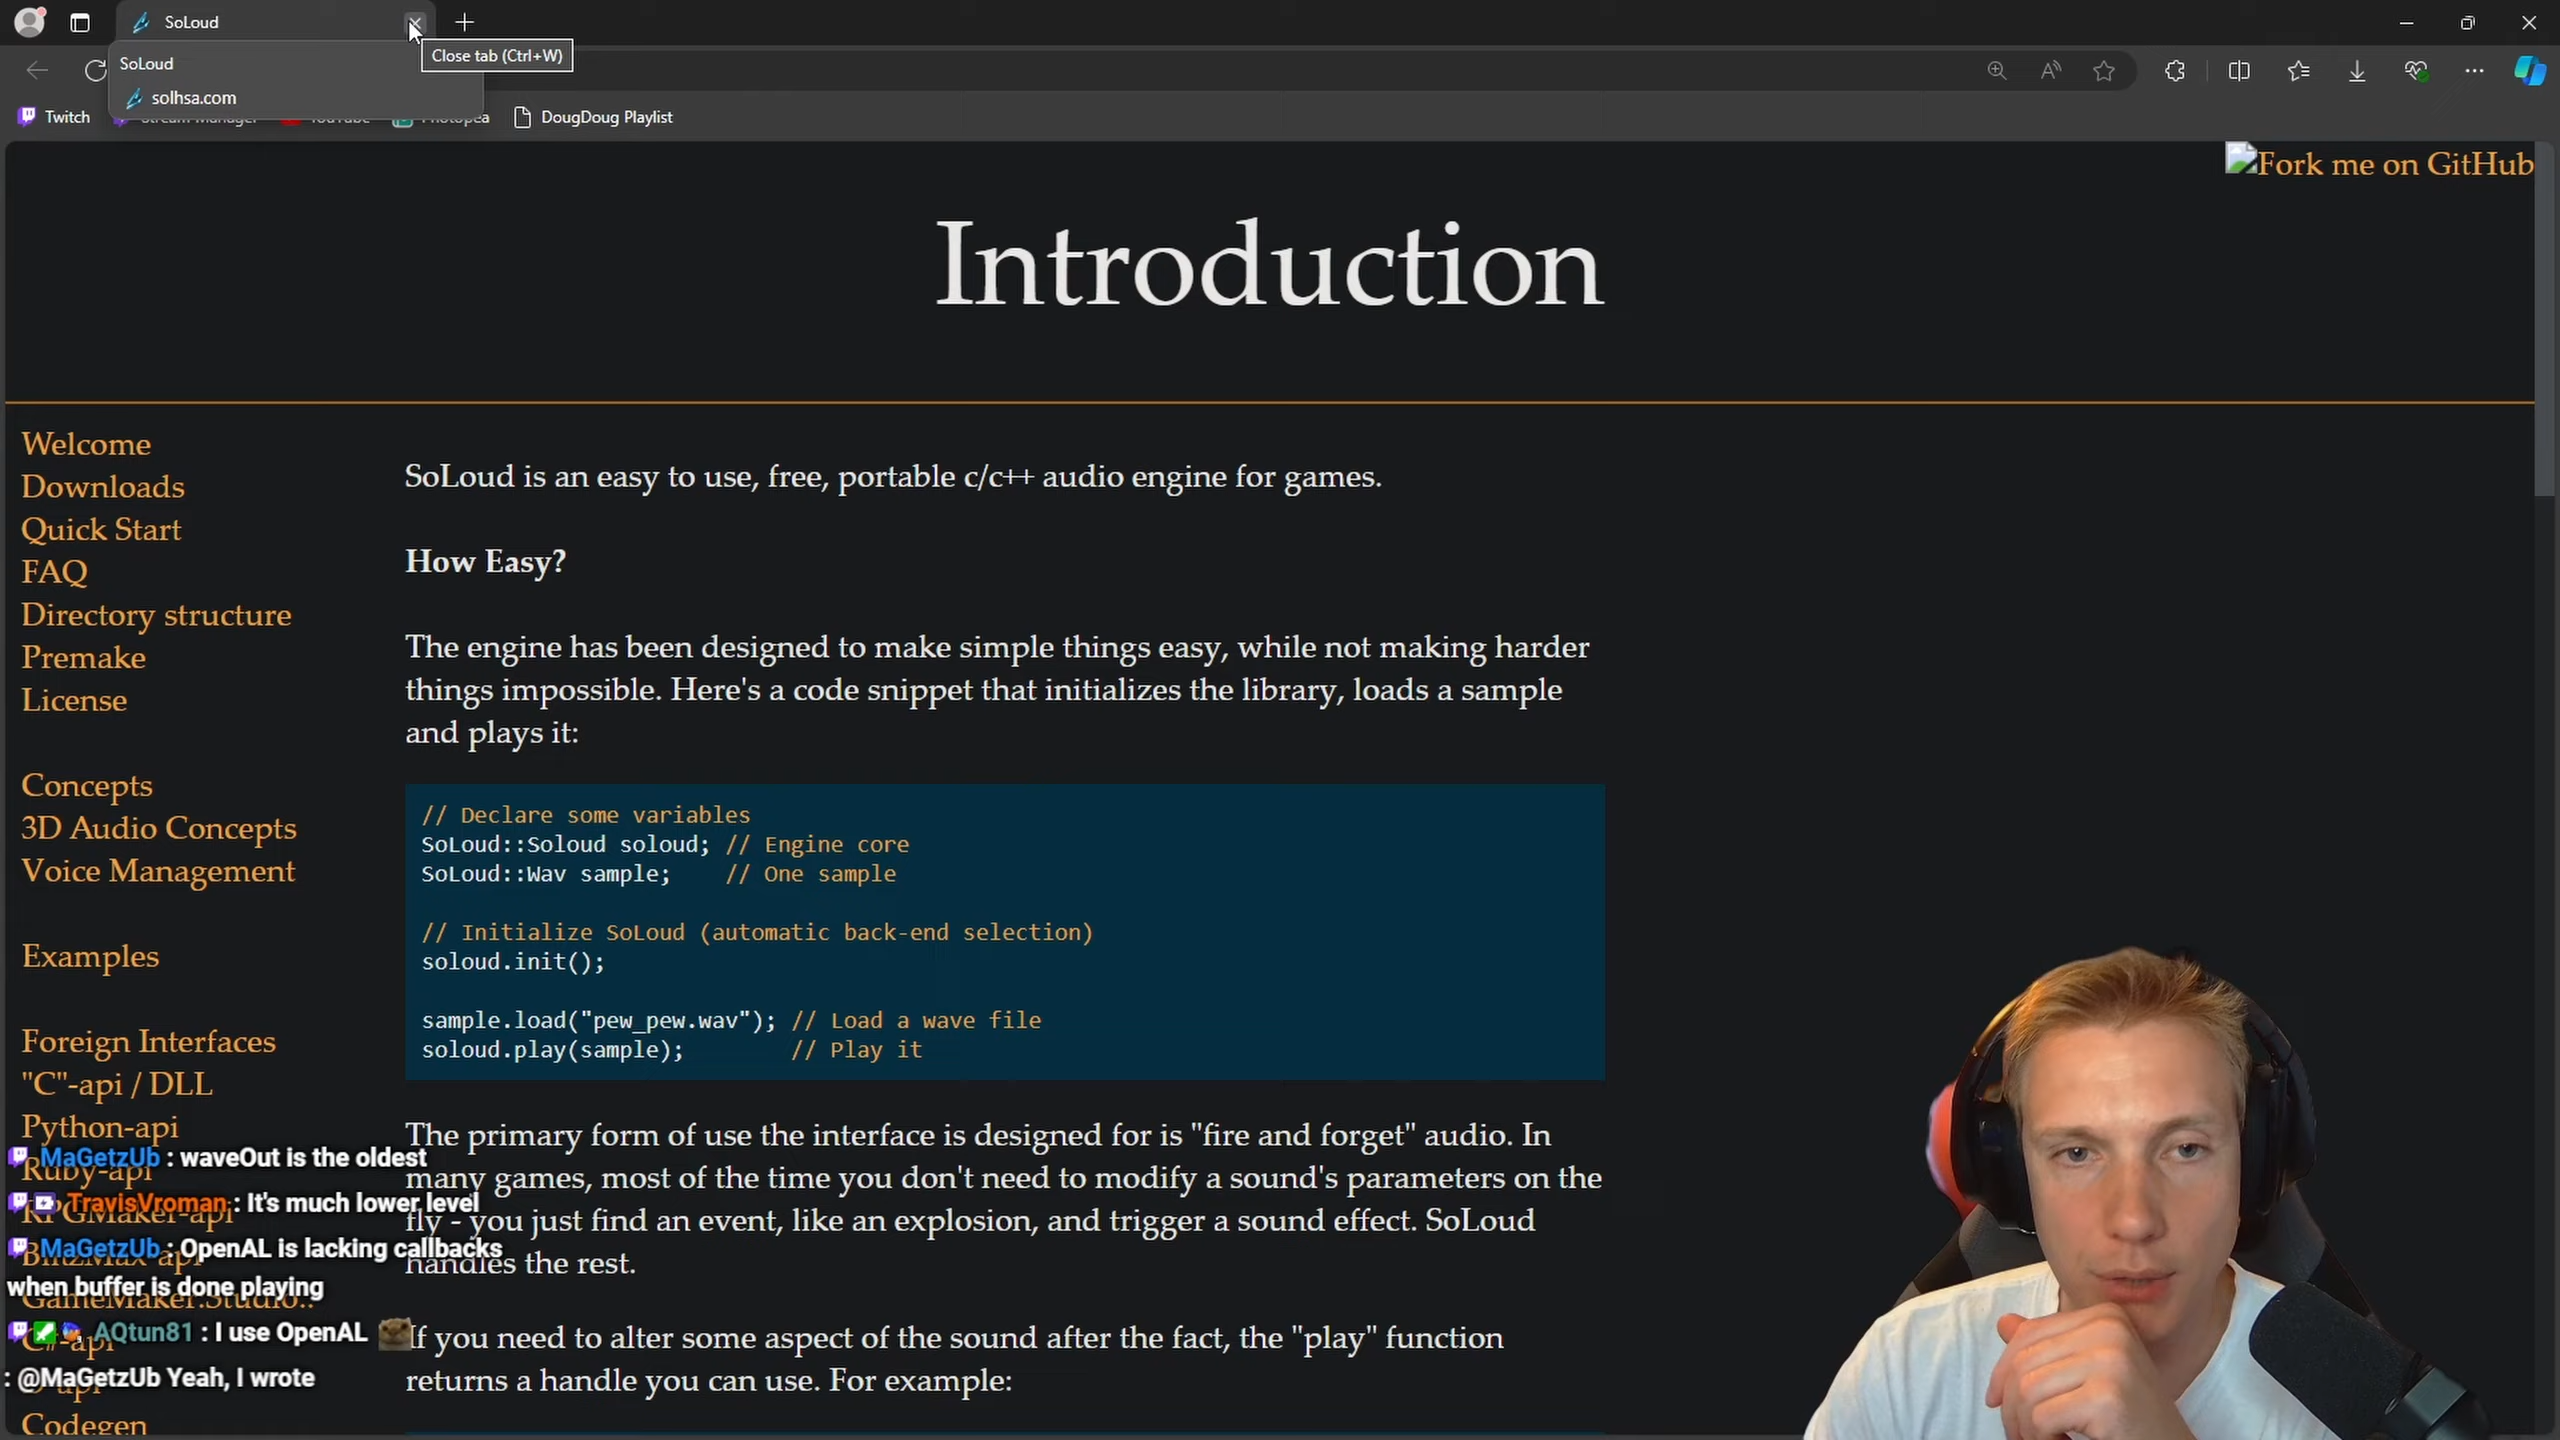 SoLoud
Close tab (Ctrl+W)
SoLoud
solhsa.com
Twitch
DougDoug Playlist
Fork me on GitHub
Introduction
Welcome
Downloads
Quick Start
FAQ
Directory structure
Premake
License
Concepts
3D Audio Concepts
Voice Management
Examples
Foreign Interfaces
"C"-api / DLL
Python-api
Ruby-api
RPGMaker-api
BlitzMax-api
GameMaker:Studio..
C#-api
Codegen
SoLoud is an easy to use, free, portable c/c++ audio engine for games.
How Easy?
The engine has been designed to make simple things easy, while not making harder
things impossible. Here's a code snippet that initializes the library, loads a sample
and plays it:
// Declare some variables
SoLoud::Soloud soloud; // Engine core
SoLoud::Wav sample;    // One sample
// Initialize SoLoud (automatic back-end selection)
soloud.init();
sample.load("pew_pew.wav"); // Load a wave file
soloud.play(sample);        // Play it
The primary form of use the interface is designed for is "fire and forget" audio. In
many games, most of the time you don't need to modify a sound's parameters on the
fly - you just find an event, like an explosion, and trigger a sound effect. SoLoud
handles the rest.
If you need to alter some aspect of the sound after the fact, the "play" function
returns a handle you can use. For example:
MaGetzUb : waveOut is the oldest
TravisVroman : It's much lower level
MaGetzUb : OpenAL is lacking callbacks
when buffer is done playing
AQtun81 : I use OpenAL
: @MaGetzUb Yeah, I wrote